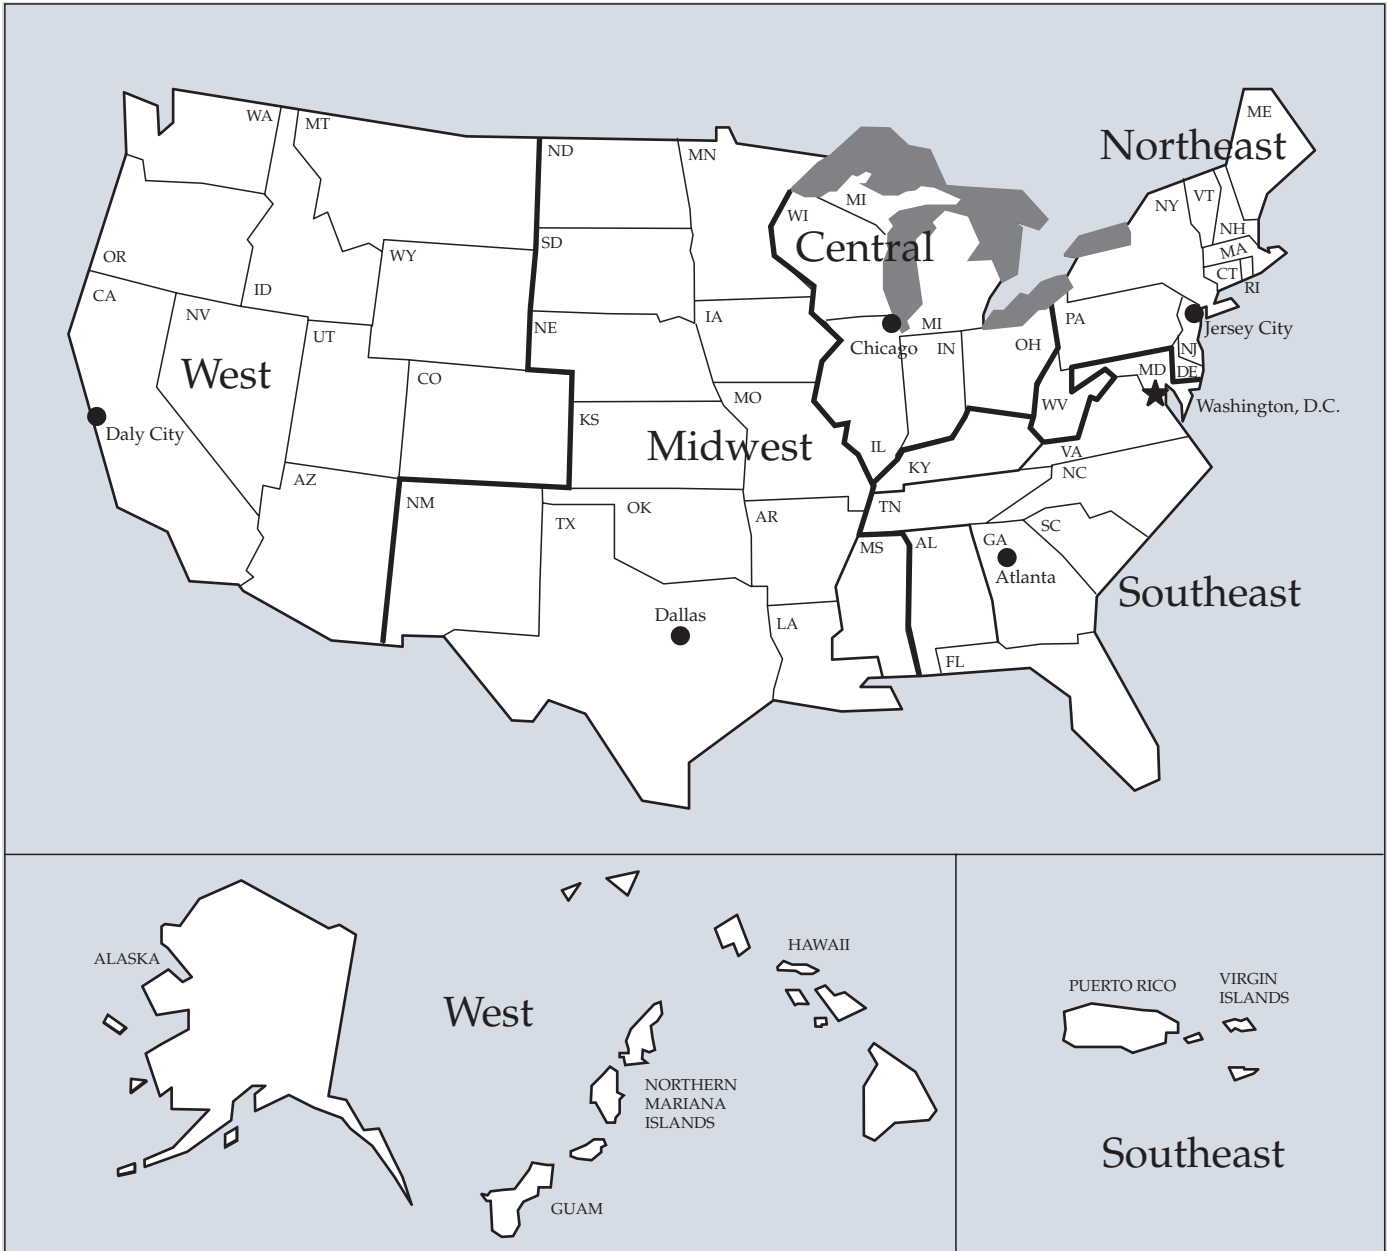 ME
Northeast
WA
MT
ND
MN
VT
NY
MI
WI
NH
Central
MA
SD
OR
WY
CT
ID
RI
CA
NV
IA
NE
MI
PA
Jersey City
UT
Chicago
IN
OH
NJ
West
CO
MD
DE
MO
WV
Washington, D.C.
KS
Daly City
Midwest
IL
VA
KY
NC
AZ
NM
OK
TN
AR
TX
SC
GA
MS
AL
Atlanta
Southeast
Dallas
LA
FL
ALASKA
HAWAII
West
NORTHERN
MARIANA
ISLANDS
GUAM
PUERTO RICO
VIRGIN
ISLANDS
Southeast